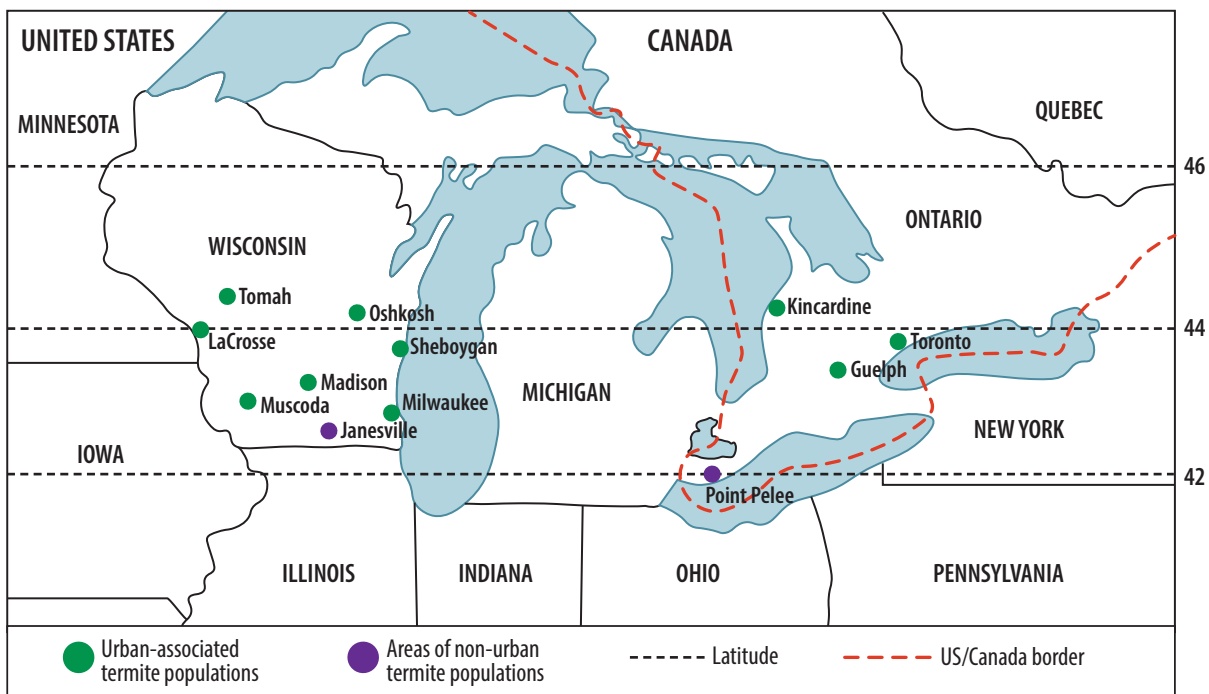 UNITED STATES
CANADA
MINNESOTA
QUEBEC
46
ONTARIO
WISCONSIN
Tomah
Oshkosh
Kincardine
44
LaCrosse
Toronto
Sheboygan
Guelph
Madison
MICHIGAN
Muscoda
Milwaukee
Janesville
NEW YORK
IOWA
42
Point Pelee
ILLINOIS
INDIANA
OHIO
PENNSYLVANIA
Urban-associated
termite populations
Areas of non-urban
termite populations
Latitude
US/Canada border